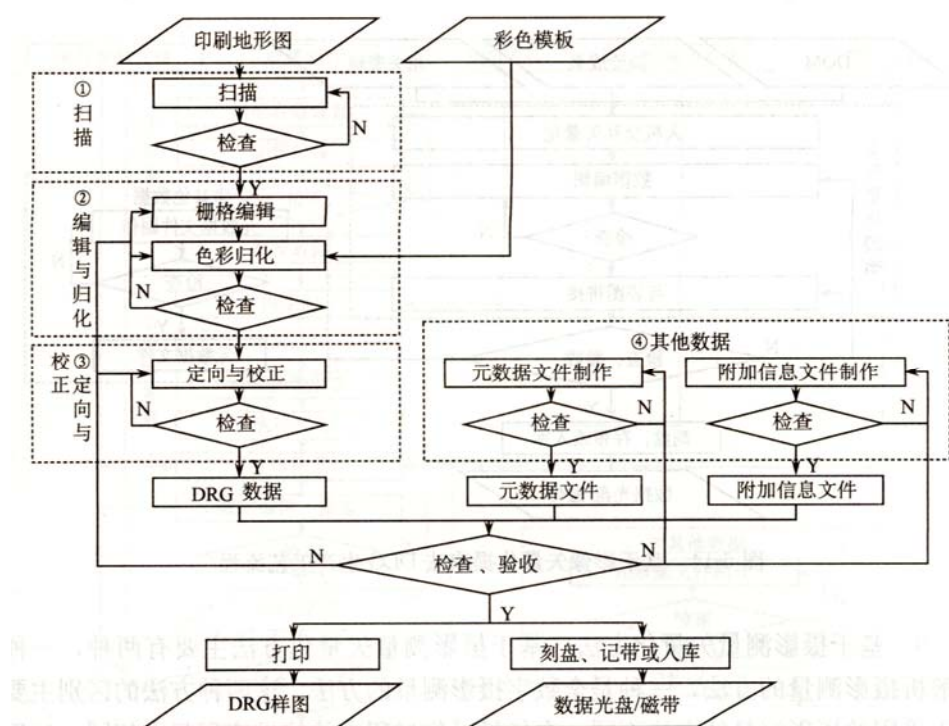 印刷地形图
彩色模板
①扫描
扫描
检查
N
Y
②编辑与归化
栅格编辑
色彩归化
N
检查
③定向与校正
定向与校正
N
检查
Y
④其他数据
元数据文件制作
附加信息文件制作
检查
N
检查
N
Y
Y
DRG 数据
元数据文件
附加信息文件
N
检查、验收
N
Y
打印
刻盘、记带或入库
DRG样图
数据光盘/磁带